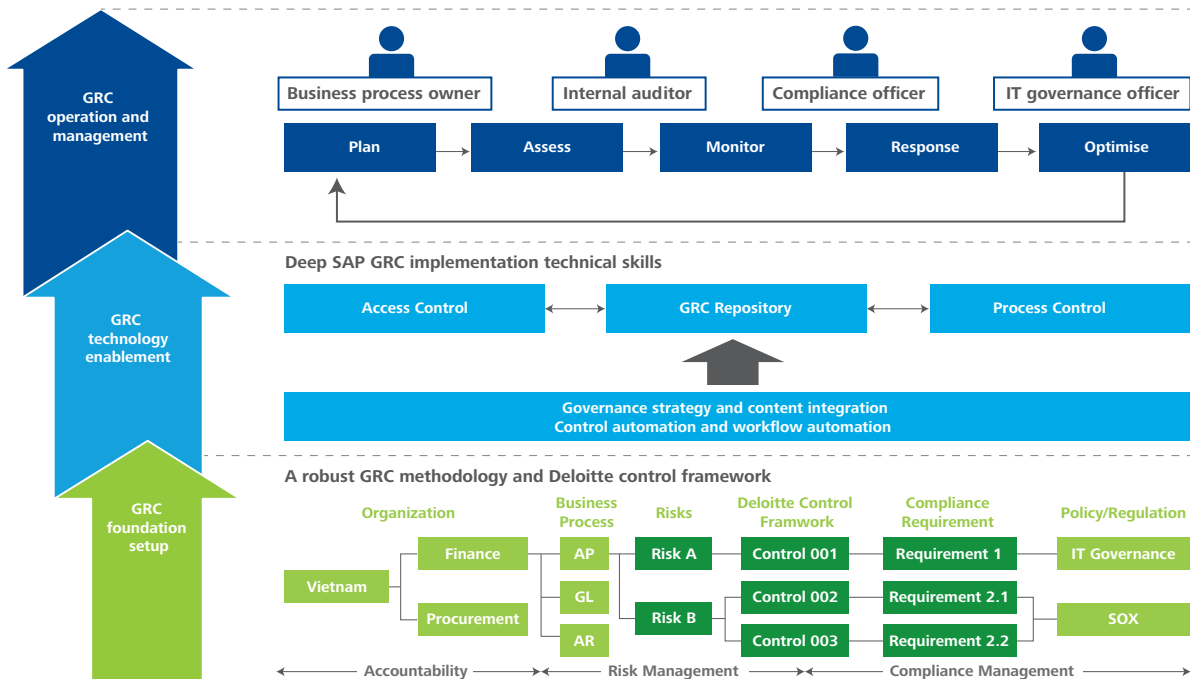 GRC
operation and
management
Business process owner
Internal auditor
Compliance officer
IT governance officer
Plan
Assess
Monitor
Response
Optimise
GRC
technology
enablement
Deep SAP GRC implementation technical skills
Access Control
GRC Repository
Process Control
Governance strategy and content integration
Control automation and workflow automation
GRC
foundation
setup
A robust GRC methodology and Deloitte control framework
Organization
Business
Process
Risks
Deloitte Control
Framwork
Compliance
Requirement
Policy/Regulation
Vietnam
Finance
Procurement
AP
GL
AR
Risk A
Risk B
Control 001
Control 002
Control 003
Requirement 1
Requirement 2.1
Requirement 2.2
IT Governance
SOX
Accountability
Risk Management
Compliance Management